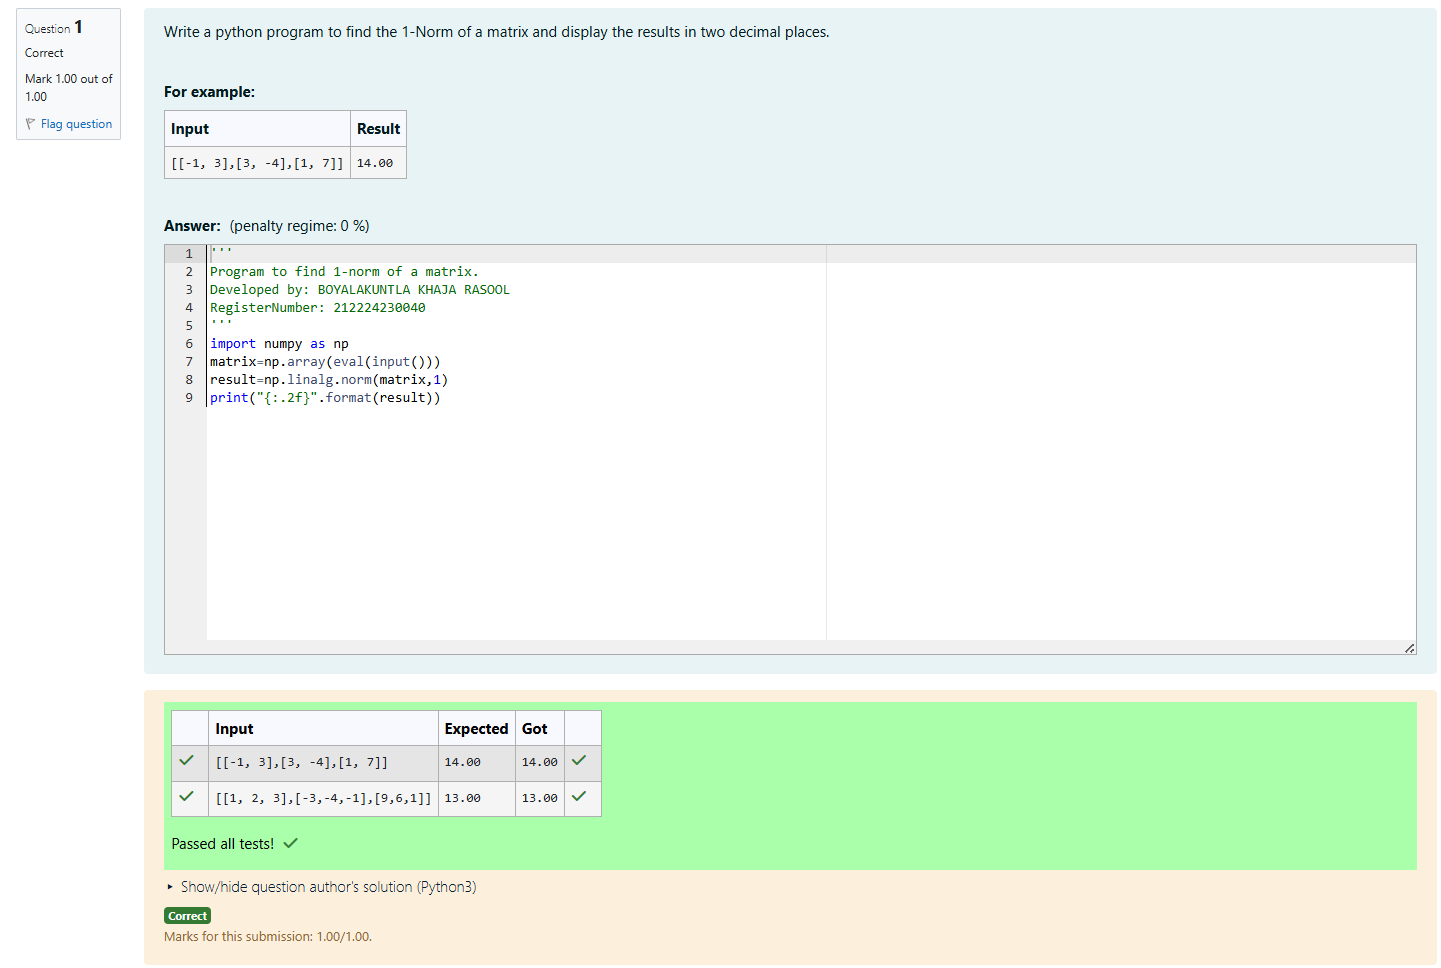 Question 1
Correct
Mark 1.00 out of
1.00
Flag question
Write a python program to find the 1-Norm of a matrix and display the results in two decimal places.
For example:
Input Result
[[-1, 3],[3, -4],[1, 7]] 14.00
Answer: (penalty regime: 0 %)
1 '''
2 Program to find 1-norm of a matrix.
3 Developed by: BOYALAKUNTLA KHAJA RASOOL
4 RegisterNumber: 212224230040
5 '''
6 import numpy as np
7 matrix=np.array(eval(input()))
8 result=np.linalg.norm(matrix,1)
9 print("{:.2f}".format(result))
Input Expected Got
[[-1, 3],[3, -4],[1, 7]] 14.00 14.00
[[1, 2, 3],[-3,-4,-1],[9,6,1]] 13.00 13.00
Passed all tests!
Show/hide question author's solution (Python3)
Correct
Marks for this submission: 1.00/1.00.